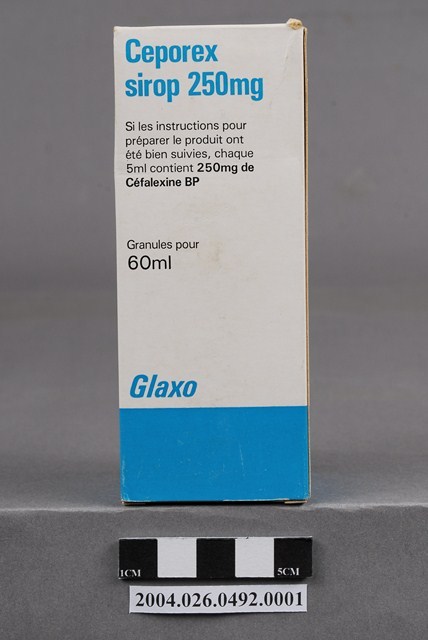 Ceporex
sirop 250mg
Si les instructions pour
préparer le produit ont
été bien suivies, chaque
5ml contient 250mg de
Céfalexine BP
Granules pour
60ml
Glaxo
1CM 5CM
2004.026.0492.0001